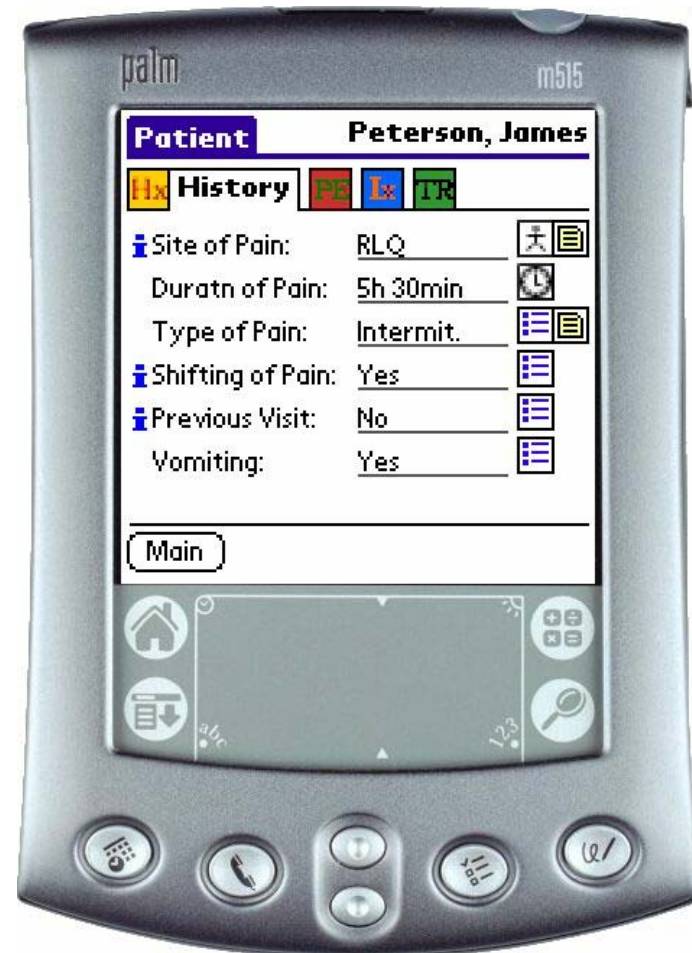 palm m515
Patient Peterson, James
Hx History PE Ix TR
i Site of Pain: RLQ
Duratn of Pain: 5h 30min
Type of Pain: Intermit.
i Shifting of Pain: Yes
i Previous Visit: No
Vomiting: Yes
Main
abc 123